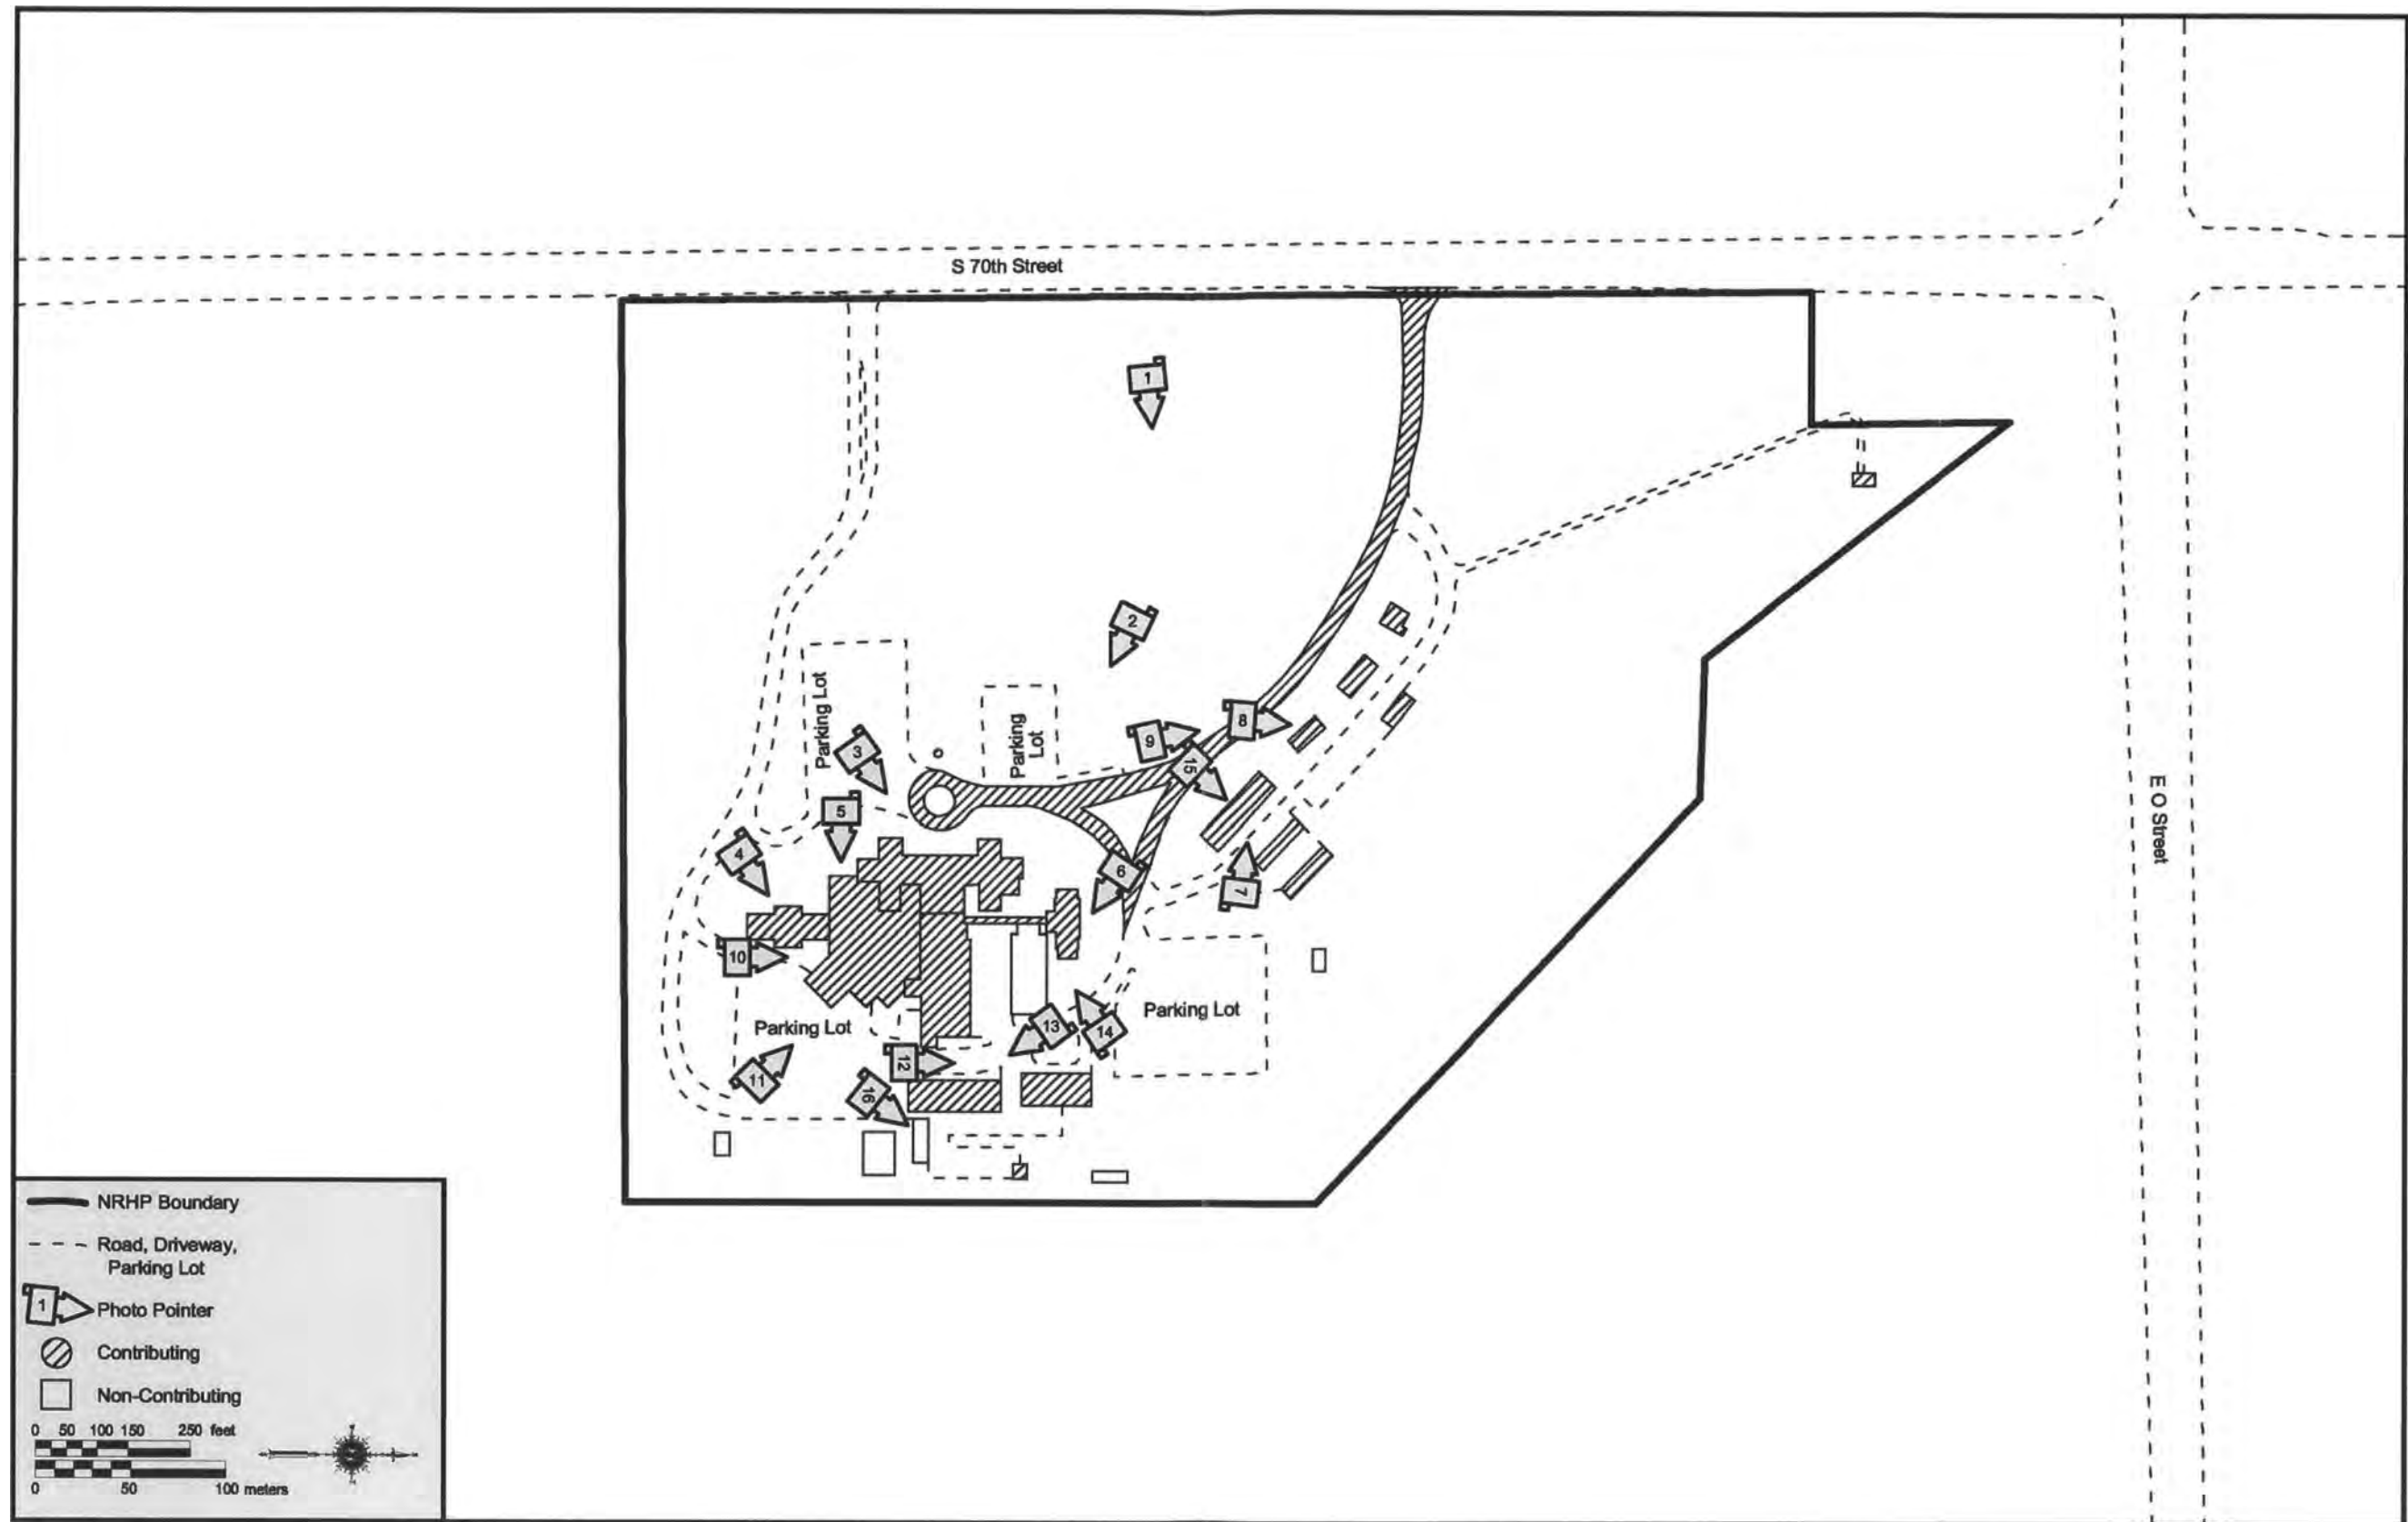 S 70th Street
1
2
Parking Lot
Parking
Lot
3
8
9
15
5
E O Street
4
6
7
10
Parking Lot
13
14
Parking Lot
12
11
16
NRHP Boundary
Road, Driveway,
Parking Lot
1 Photo Pointer
Contributing
Non-Contributing
0 50 100 150 250 feet
0 50 100 meters